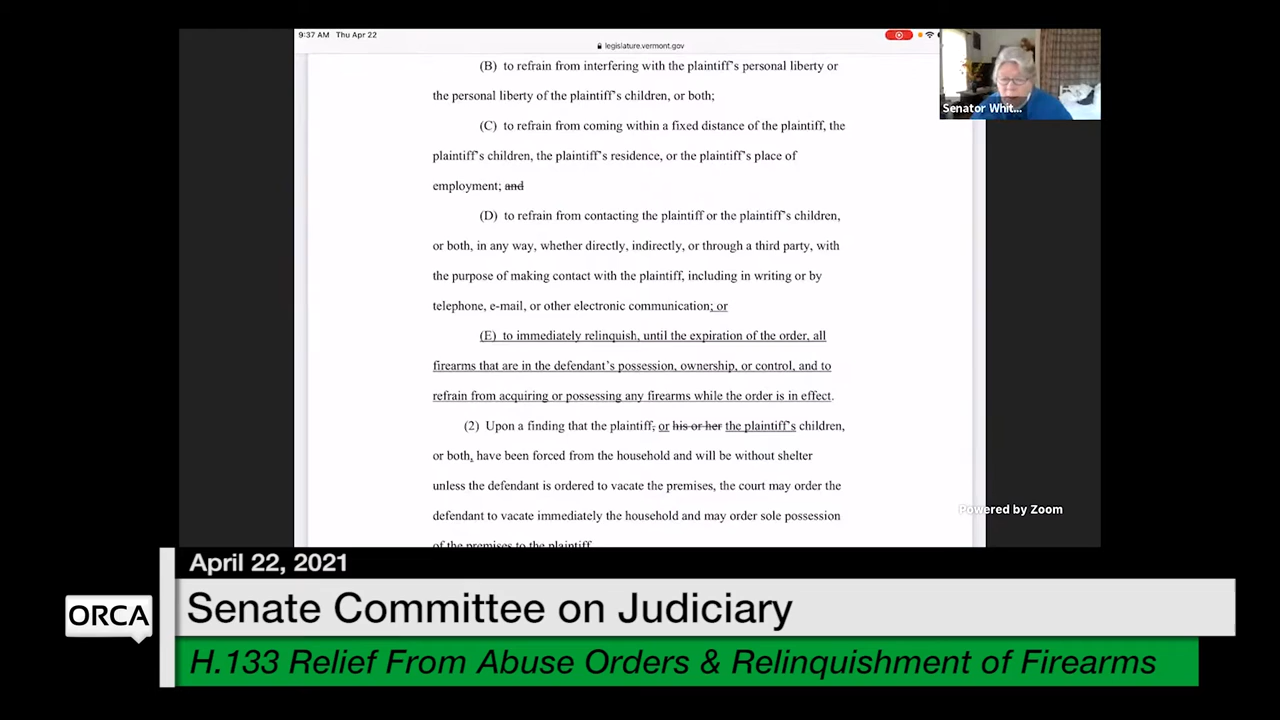 9:37 AM Thu Apr 22
legislature.vermont.gov
(B) to refrain from interfering with the plaintiff's personal liberty or
the personal liberty of the plaintiff's children, or both;
(C) to refrain from coming within a fixed distance of the plaintiff, the
plaintiff's children, the plaintiff's residence, or the plaintiff's place of
employment; and
(D) to refrain from contacting the plaintiff or the plaintiff's children,
or both, in any way, whether directly, indirectly, or through a third party, with
the purpose of making contact with the plaintiff, including in writing or by
telephone, e-mail, or other electronic communication; or
(E) to immediately relinquish, until the expiration of the order, all
firearms that are in the defendant's possession, ownership, or control, and to
refrain from acquiring or possessing any firearms while the order is in effect.
(2) Upon a finding that the plaintiff, or his or her the plaintiff's children,
or both, have been forced from the household and will be without shelter
unless the defendant is ordered to vacate the premises, the court may order the
defendant to vacate immediately the household and may order sole possession
of the premises to the plaintiff.
Senator Whit...
Powered by Zoom
April 22, 2021
ORCA
Senate Committee on Judiciary
H.133 Relief From Abuse Orders & Relinquishment of Firearms